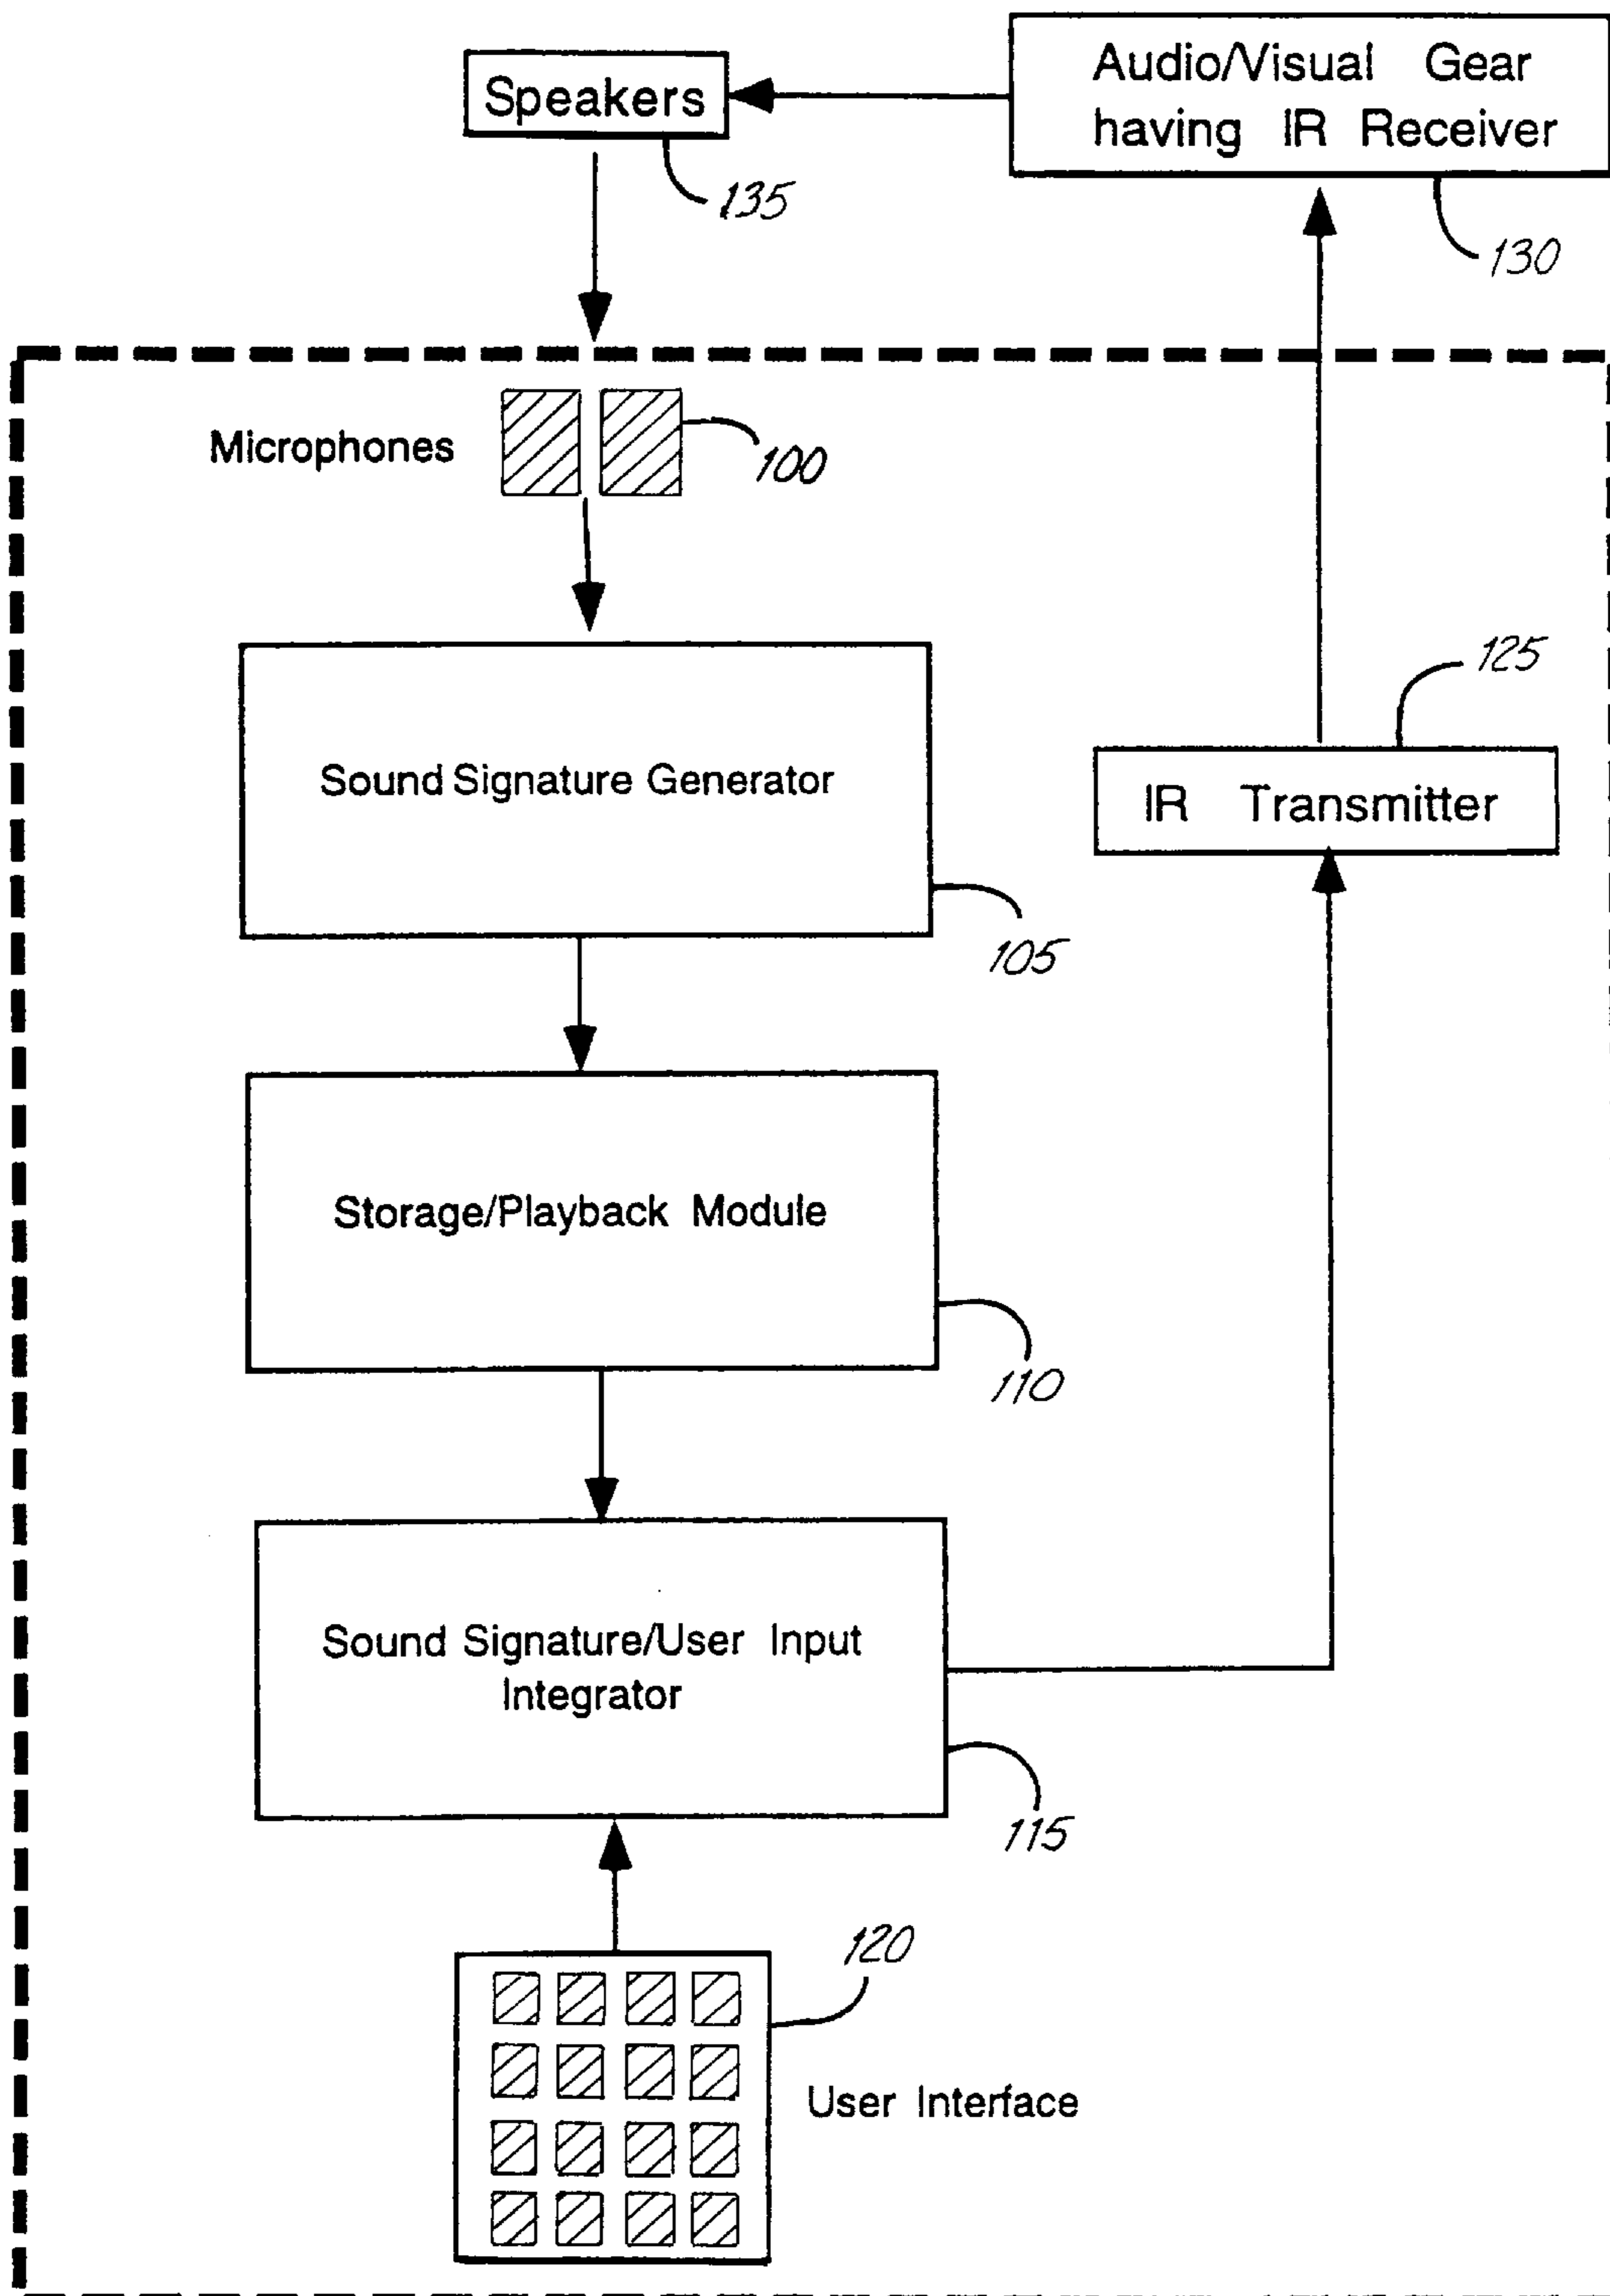 Speakers
135
Audio/Visual Gear
having IR Receiver
130
Microphones
100
Sound Signature Generator
105
125
IR Transmitter
Storage/Playback Module
110
Sound Signature/User Input
Integrator
115
120
User Interface